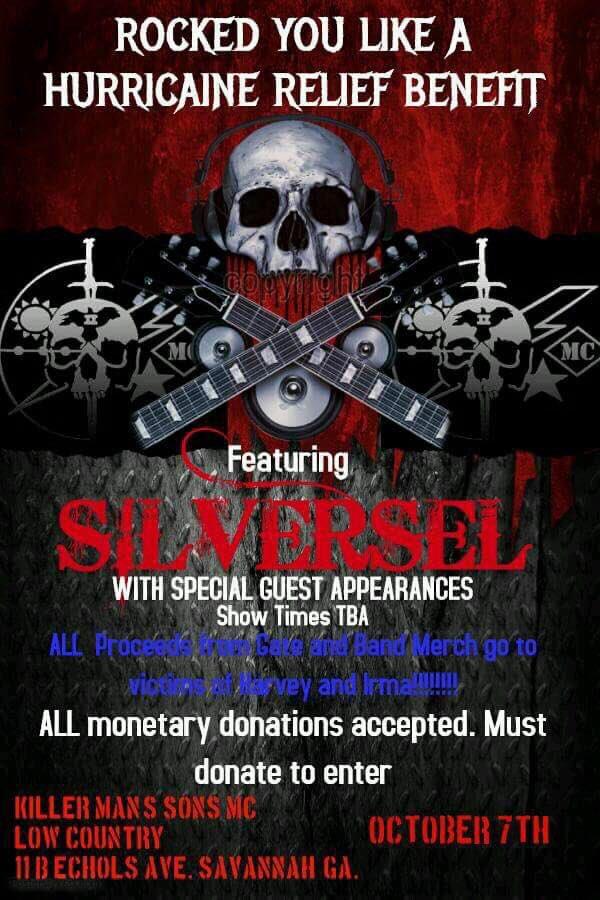 ROCKED YOU LIKE A
HURRICAINE RELIEF BENEFIT
copyright
MC
MC
Featuring
SILVERSEL
WITH SPECIAL GUEST APPEARANCES
Show Times TBA
ALL Proceeds from Gate and Band Merch go to
victims of Harvey and Irma!!!!!!!
ALL monetary donations accepted. Must
donate to enter
KILLER MAN S SONS MC
LOW COUNTRY
11 B ECHOLS AVE. SAVANNAH GA.
OCTOBER 7TH